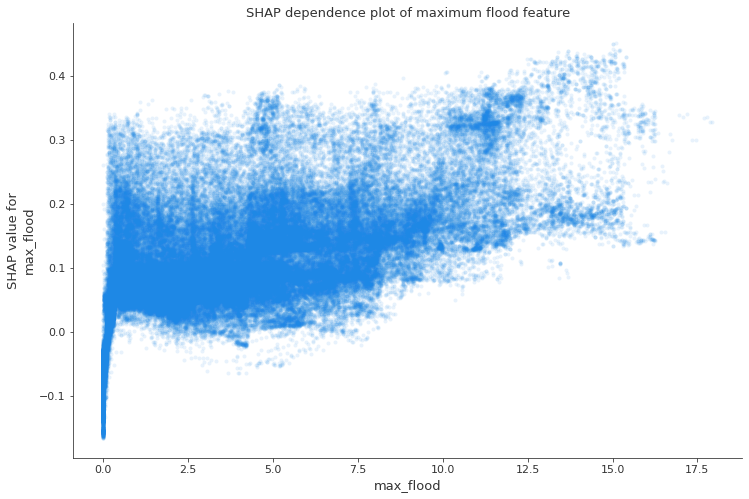 SHAP dependence plot of maximum flood feature
0.4
0.3
0.2
0.1
0.0
−0.1
SHAP value for
max_flood
0.0 2.5 5.0 7.5 10.0 12.5 15.0 17.5
max_flood